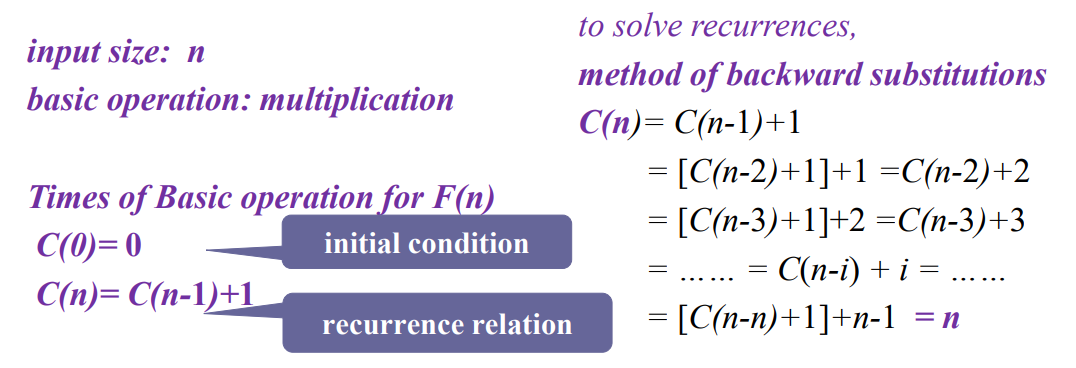 input size: n
basic operation: multiplication
Times of Basic operation for F(n)
C(0)= 0
initial condition
C(n)= C(n-1)+1
recurrence relation
to solve recurrences,
method of backward substitutions
C(n)= C(n-1)+1
= [C(n-2)+1]+1 =C(n-2)+2
= [C(n-3)+1]+2 =C(n-3)+3
= …… = C(n-i) + i = ……
= [C(n-n)+1]+n-1 = n